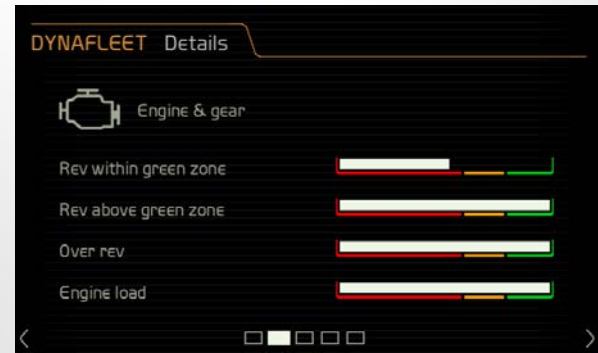 DYNAFLEET Details
Engine & gear
Rev within green zone
Rev above green zone
Over rev
Engine load